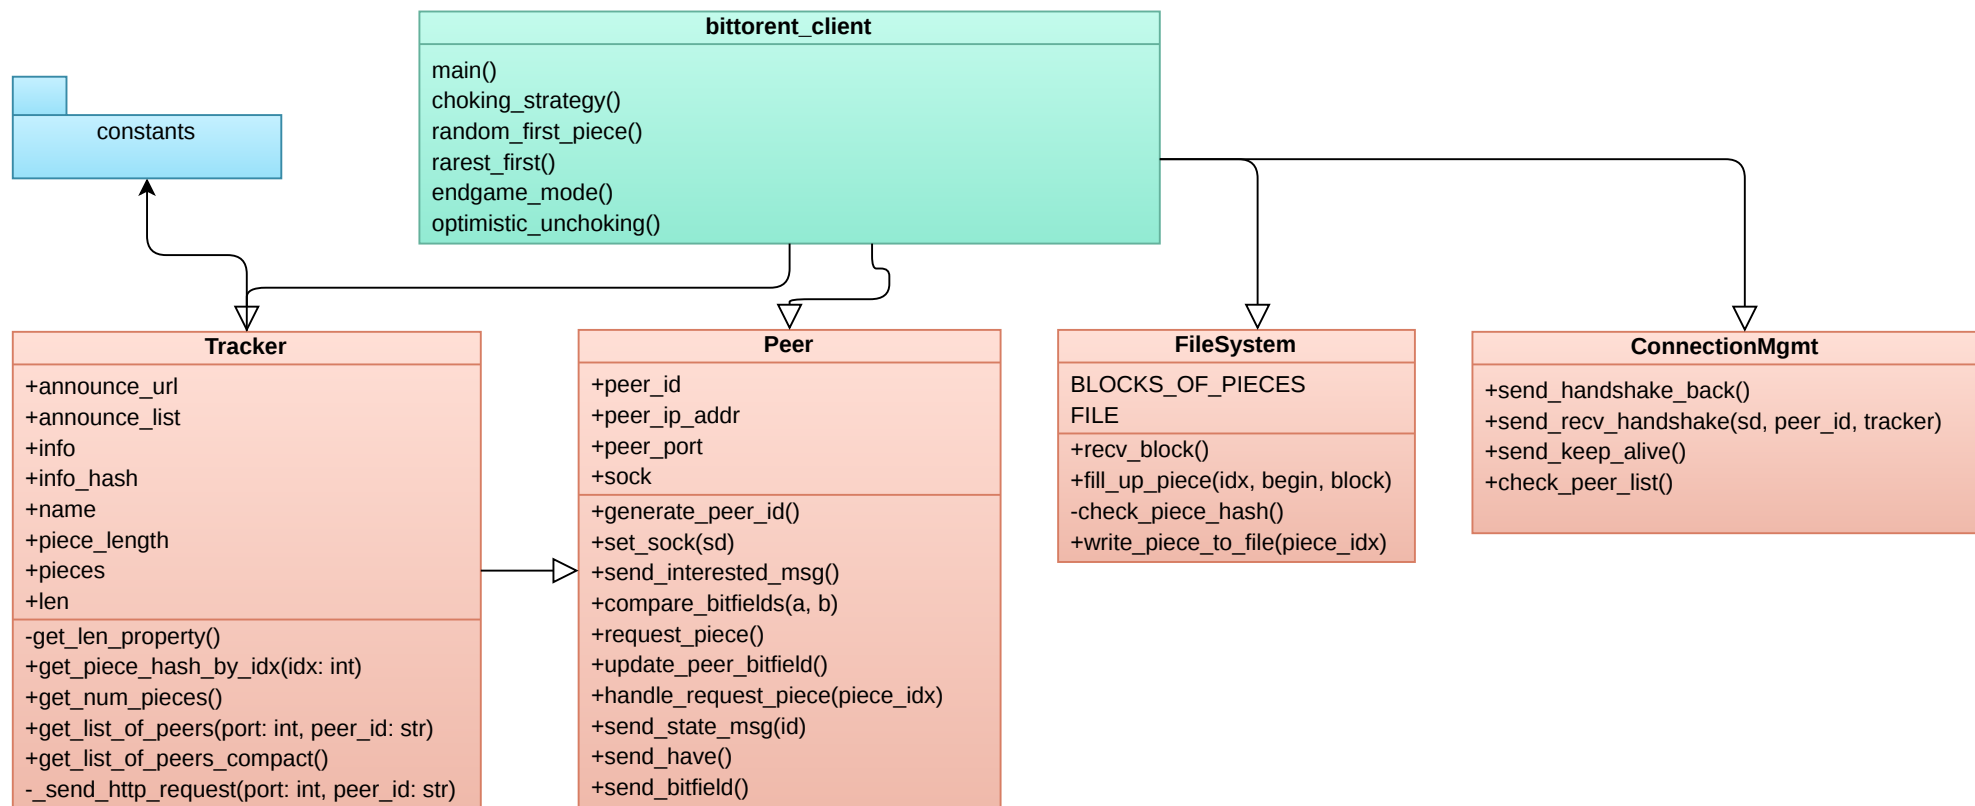 bittorent_client
main()
choking_strategy()
random_first_piece()
rarest_first()
endgame_mode()
optimistic_unchoking()
constants
Tracker
+announce_url
+announce_list
+info
+info_hash
+name
+piece_length
+pieces
+len
-get_len_property()
+get_piece_hash_by_idx(idx: int)
+get_num_pieces()
+get_list_of_peers(port: int, peer_id: str)
+get_list_of_peers_compact()
-_send_http_request(port: int, peer_id: str)
Peer
+peer_id
+peer_ip_addr
+peer_port
+sock
+generate_peer_id()
+set_sock(sd)
+send_interested_msg()
+compare_bitfields(a, b)
+request_piece()
+update_peer_bitfield()
+handle_request_piece(piece_idx)
+send_state_msg(id)
+send_have()
+send_bitfield()
FileSystem
BLOCKS_OF_PIECES
FILE
+recv_block()
+fill_up_piece(idx, begin, block)
-check_piece_hash()
+write_piece_to_file(piece_idx)
ConnectionMgmt
+send_handshake_back()
+send_recv_handshake(sd, peer_id, tracker)
+send_keep_alive()
+check_peer_list()